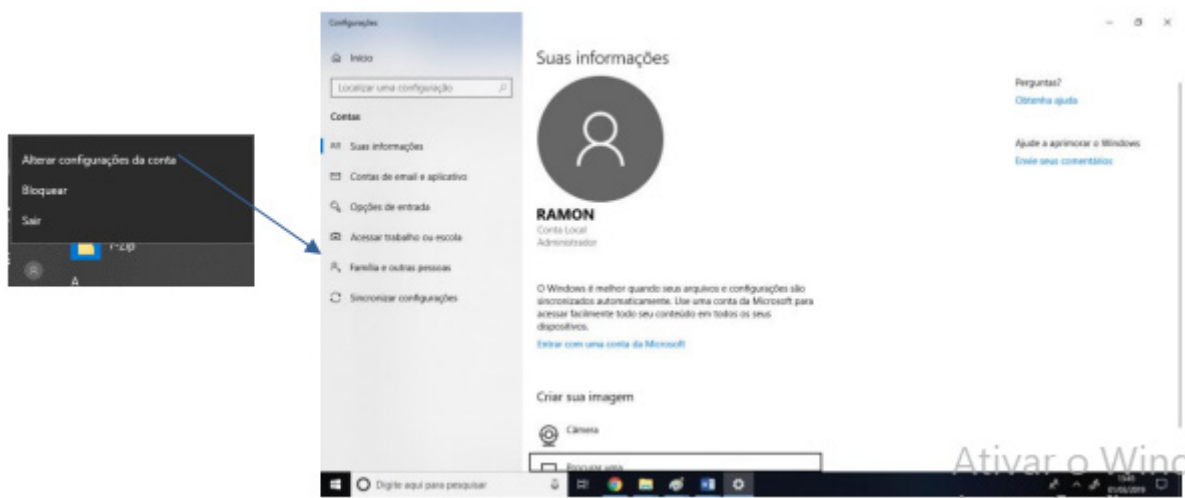 Alterar configurações da conta
Bloquear
Sair
7-Zip
A
Configurações
Início
Localizar uma configuração
Contas
Suas informações
Contas de email e aplicativo
Opções de entrada
Acessar trabalho ou escola
Família e outras pessoas
Sincronizar configurações
Suas informações
RAMON
Conta Local
Administrador
O Windows é melhor quando seus arquivos e configurações são
sincronizados automaticamente. Use uma conta da Microsoft para
acessar facilmente todo seu conteúdo em todos os seus
dispositivos.
Entrar com uma conta da Microsoft
Criar sua imagem
Câmera
Procurar uma
Perguntas?
Obtenha ajuda
Ajude a aprimorar o Windows
Envie seus comentários
Ativar o Wind
Digite aqui para pesquisar